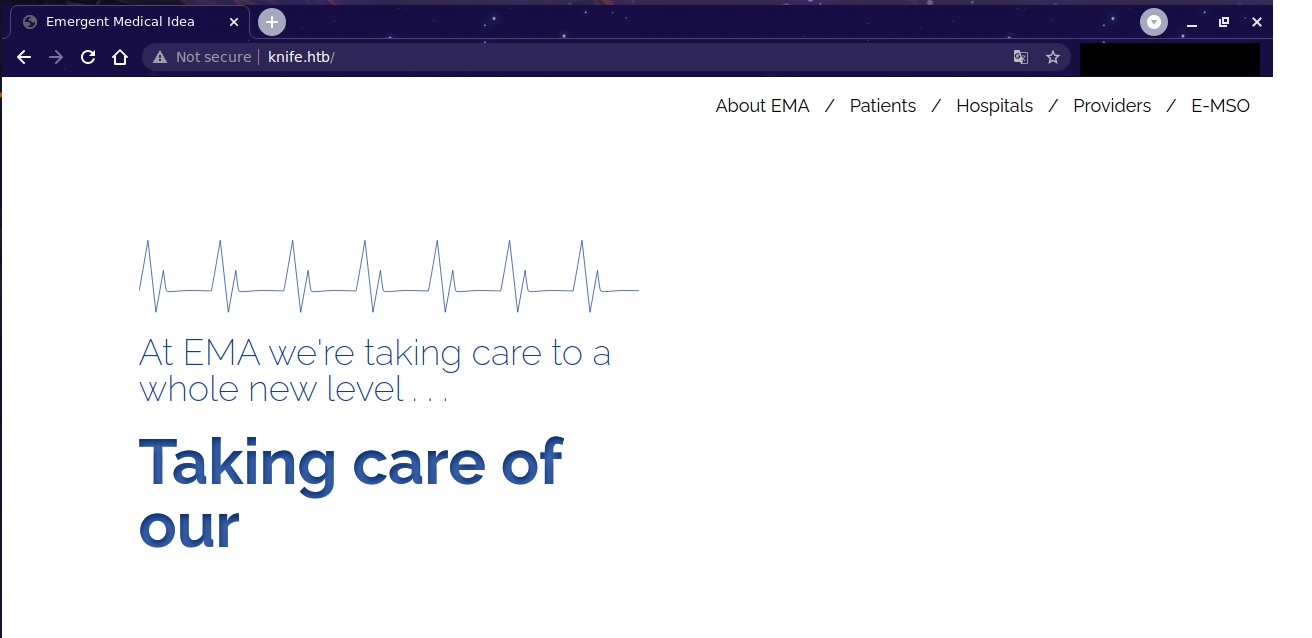 Emergent Medical Idea
Not secure | knife.htb/
About EMA / Patients / Hospitals / Providers / E-MSO
At EMA we're taking care to a
whole new level . . .
Taking care of
our